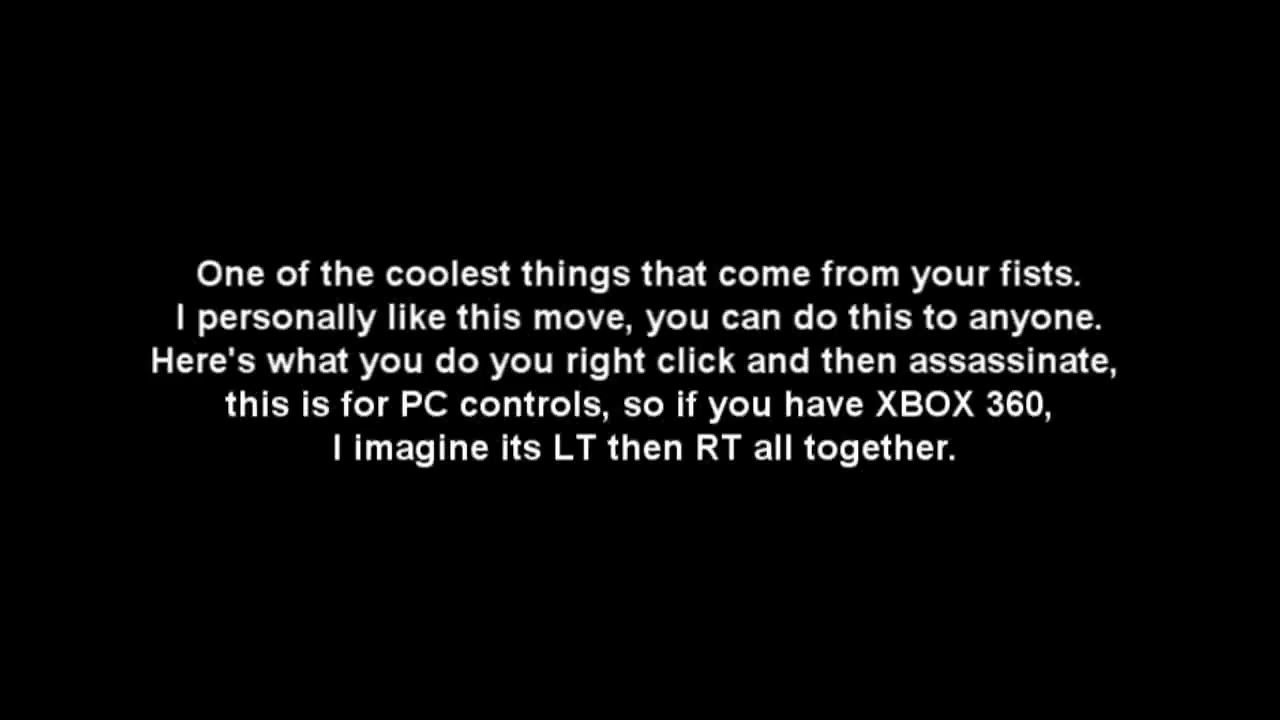 One of the coolest things that come from your fists.
I personally like this move, you can do this to anyone.
Here's what you do you right click and then assassinate,
this is for PC controls, so if you have XBOX 360,
I imagine its LT then RT all together.